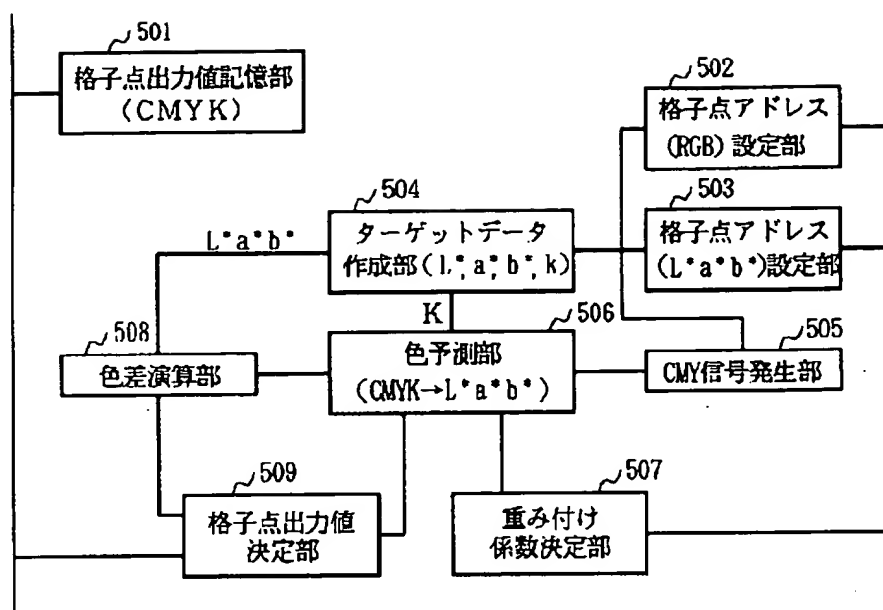 501
格子点出力値記憶部
(CMYK)
502
格子点アドレス
(RGB) 設定部
503
格子点アドレス
(L*a*b*)設定部
504
ターゲットデータ
作成部(L*,a*,b*,k)
L*a*b*
K
505
CMY信号発生部
506
色予測部
(CMYK→L*a*b*)
508
色差演算部
509
格子点出力値
決定部
507
重み付け
係数決定部